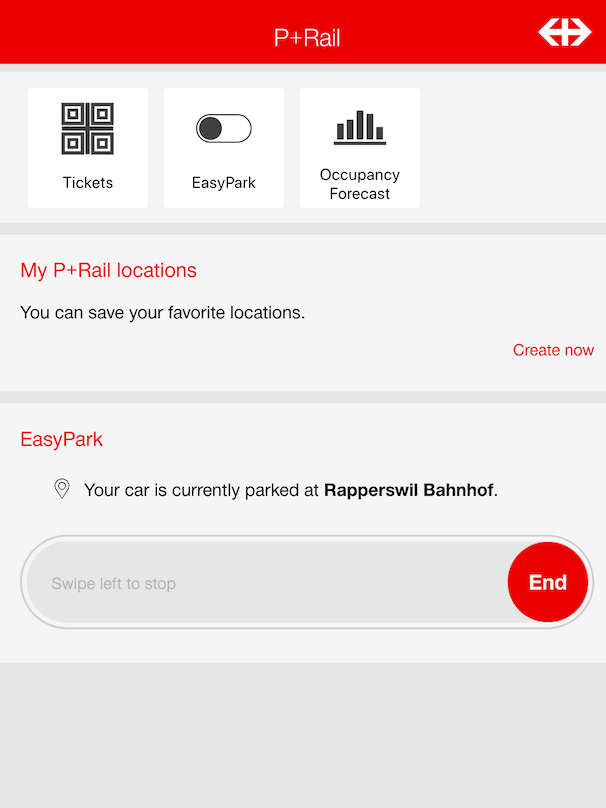 P+Rail
Tickets
EasyPark
Occupancy
Forecast
My P+Rail locations
You can save your favorite locations.
Create now
EasyPark
Your car is currently parked at Rapperswil Bahnhof.
Swipe left to stop
End